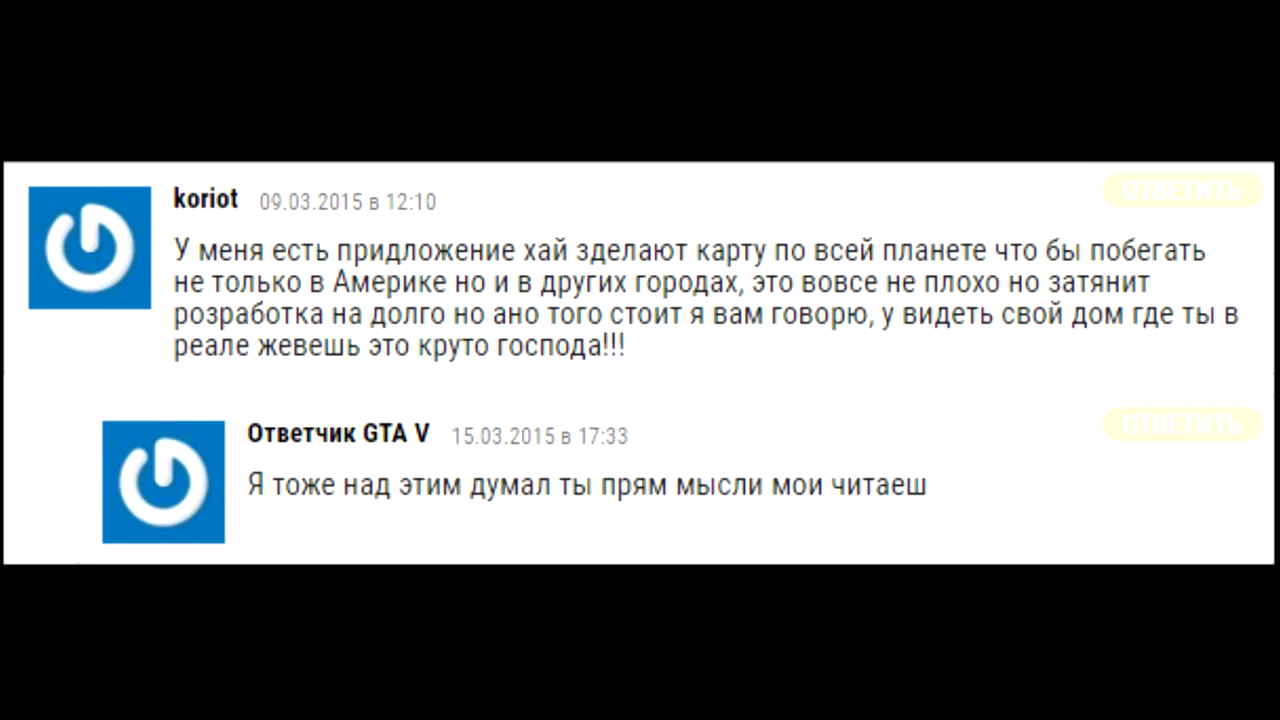 koriot 09.03.2015 в 12:10
ОТВЕТИТЬ
У меня есть придложение хай зделают карту по всей планете что бы побегать
не только в Америке но и в других городах, это вовсе не плохо но затянит
розработка на долго но ано того стоит я вам говорю, у видеть свой дом где ты в
реале жевешь это круто господа!!!
Ответчик GTA V 15.03.2015 в 17:33
ОТВЕТИТЬ
Я тоже над этим думал ты прям мысли мои читаеш